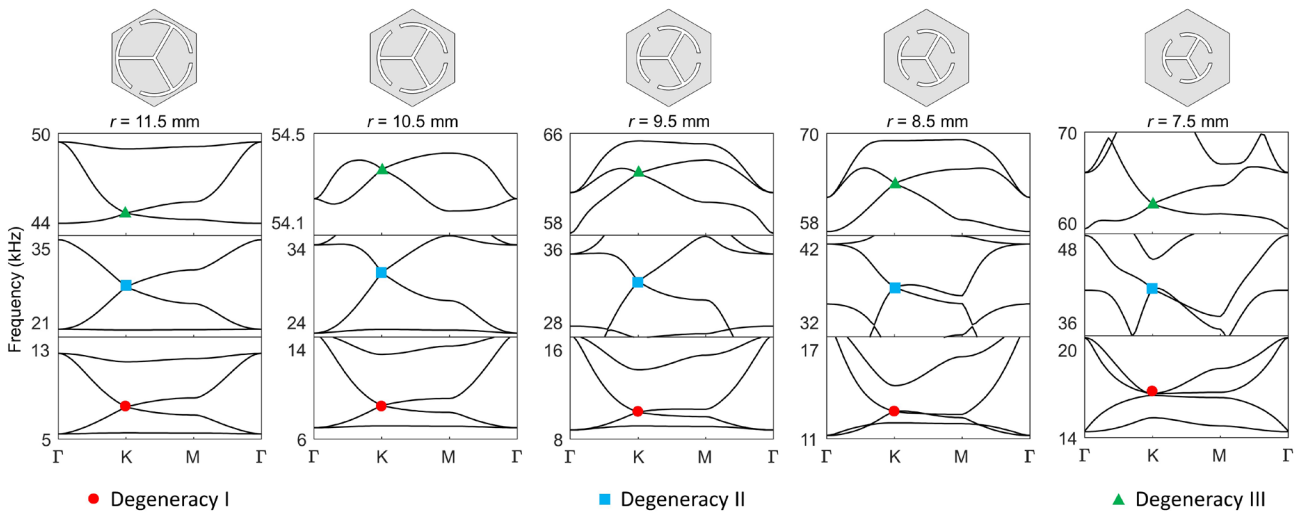 r = 11.5 mm
r = 10.5 mm
r = 9.5 mm
r = 8.5 mm
r = 7.5 mm
Frequency (kHz)
50
44
35
21
13
5
54.5
54.1
34
24
14
6
66
58
36
28
16
8
70
58
42
32
17
11
70
60
48
36
20
14
Γ K M Γ
Γ K M Γ
Γ K M Γ
Γ K M Γ
Γ K M Γ
Degeneracy I
Degeneracy II
Degeneracy III